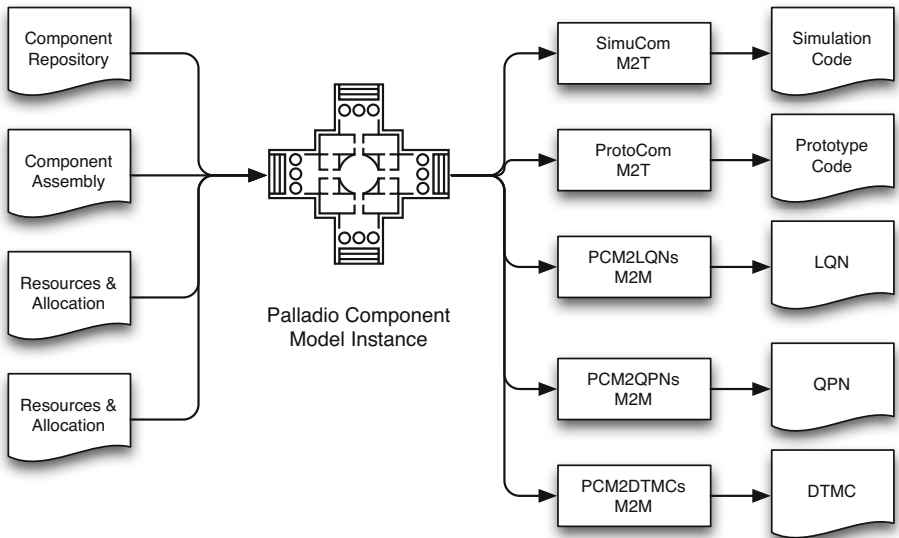 Component
Repository
Component
Assembly
Resources &
Allocation
Resources &
Allocation
Palladio Component
Model Instance
SimuCom
M2T
Simulation
Code
ProtoCom
M2T
Prototype
Code
PCM2LQNs
M2M
LQN
PCM2QPNs
M2M
QPN
PCM2DTMCs
M2M
DTMC